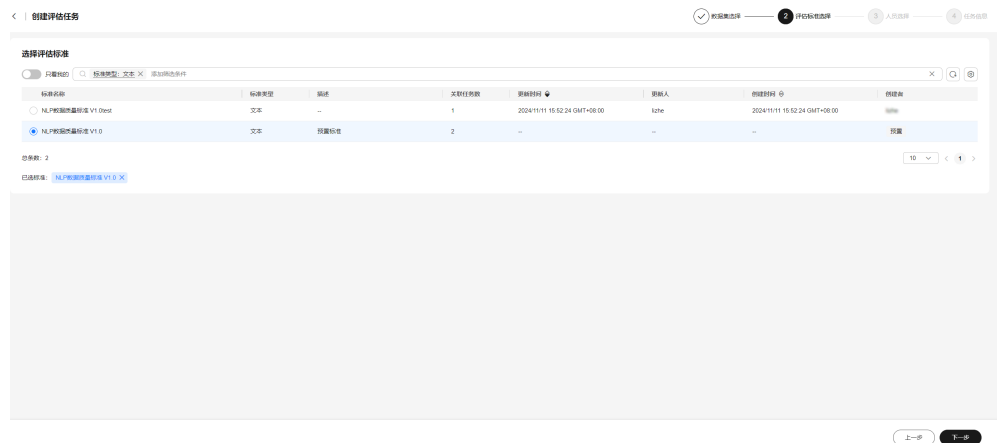 创建评估任务
数据集选择 2 评估标准选择 3 人员选择 4 任务信息
选择评估标准
只看我的 标准类型: 文本 添加筛选条件
标准名称 标准类型 描述 关联任务数 更新时间 更新人 创建时间 创建者
NLP数据质量标准 V1.0test 文本 -- 1 2024/11/11 15:52:24 GMT+08:00 lizhe 2024/11/11 15:52:24 GMT+08:00
NLP数据质量标准 V1.0 文本 预置标准 2 -- -- -- 预置
总条数: 2 10 1
已选标准: NLP数据质量标准 V1.0
上一步 下一步